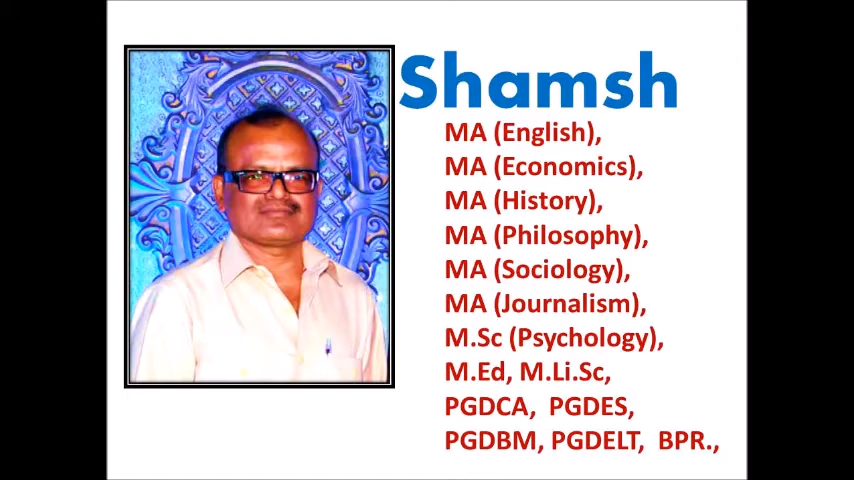 Shamsh
MA (English),
MA (Economics),
MA (History),
MA (Philosophy),
MA (Sociology),
MA (Journalism),
M.Sc (Psychology),
M.Ed, M.Li.Sc,
PGDCA, PGDES,
PGDBM, PGDELT, BPR.,